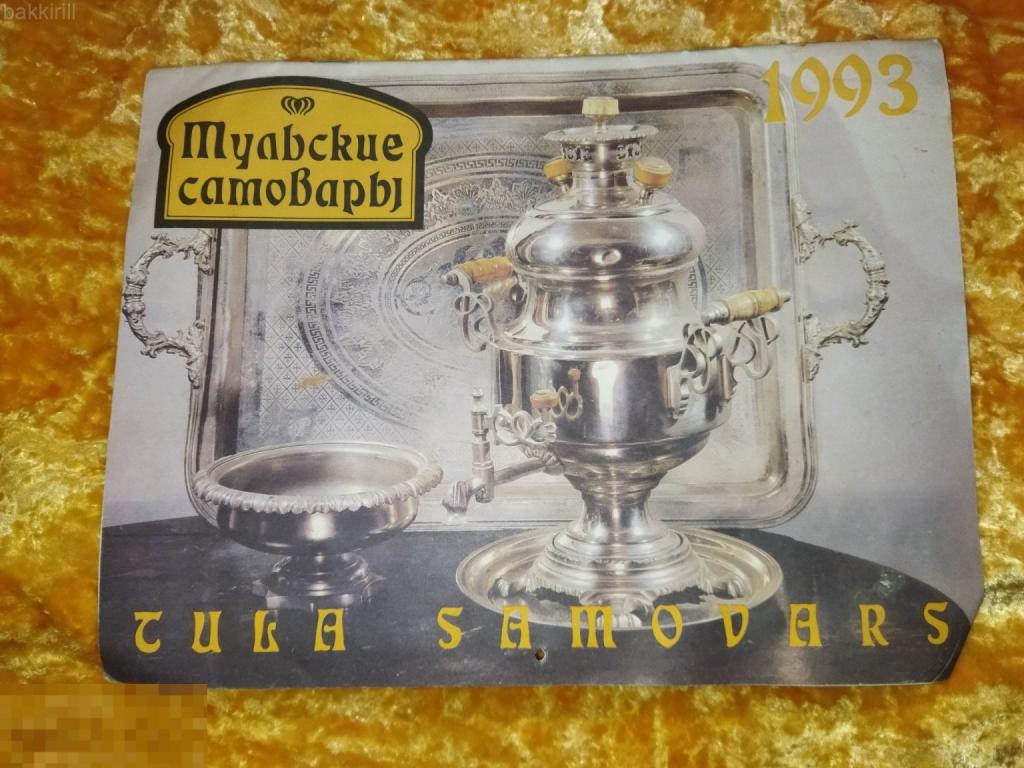 bakkirill
1993
Тульские
самовары
TULA SAMOVARS